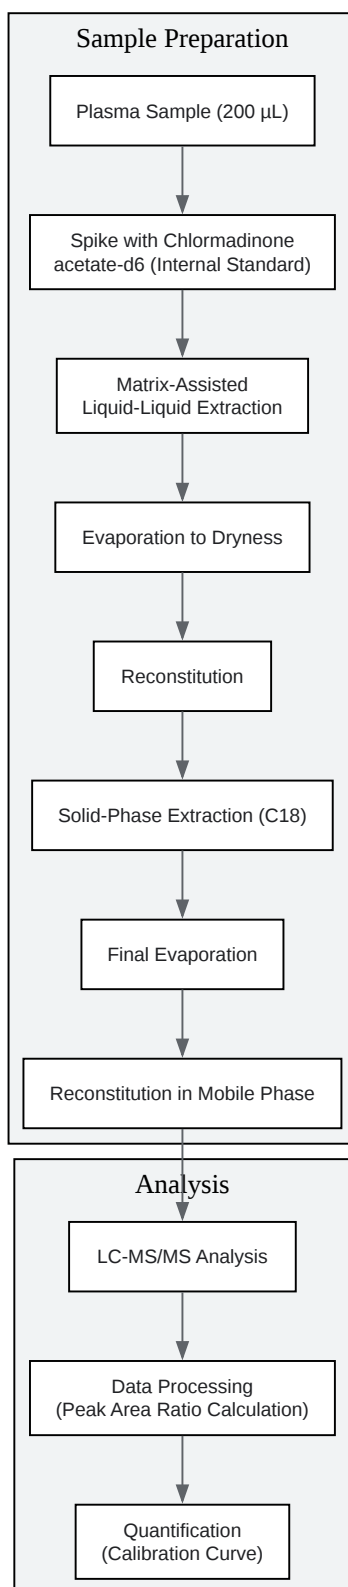 Sample Preparation
Plasma Sample (200 µL)
Spike with Chlormadinone
acetate-d6 (Internal Standard)
Matrix-Assisted
Liquid-Liquid Extraction
Evaporation to Dryness
Reconstitution
Solid-Phase Extraction (C18)
Final Evaporation
Reconstitution in Mobile Phase
Analysis
LC-MS/MS Analysis
Data Processing
(Peak Area Ratio Calculation)
Quantification
(Calibration Curve)